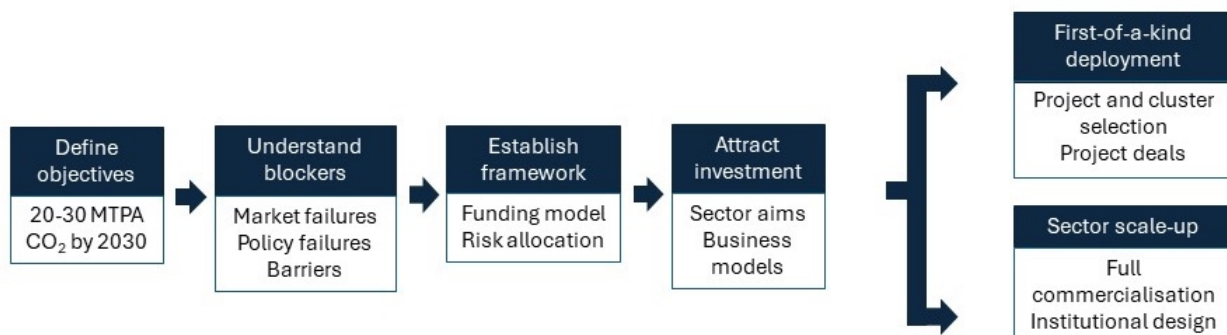 Define
objectives
20-30 MTPA
CO₂ by 2030
Understand
blockers
Market failures
Policy failures
Barriers
Establish
framework
Funding model
Risk allocation
Attract
investment
Sector aims
Business
models
First-of-a-kind
deployment
Project and cluster
selection
Project deals
Sector scale-up
Full
commercialisation
Institutional design